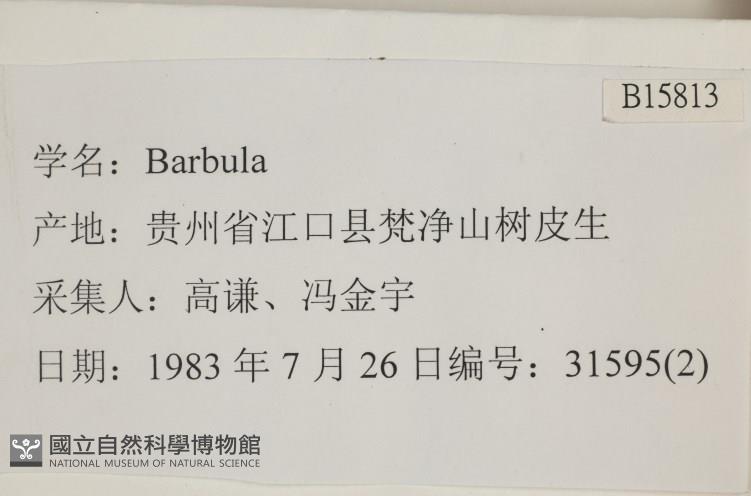 B15813
学名：Barbula
产地：贵州省江口县梵净山树皮生
采集人：高谦、冯金宇
日期：1983 年 7 月 26 日编号：31595(2)
國立自然科學博物館
NATIONAL MUSEUM OF NATURAL SCIENCE